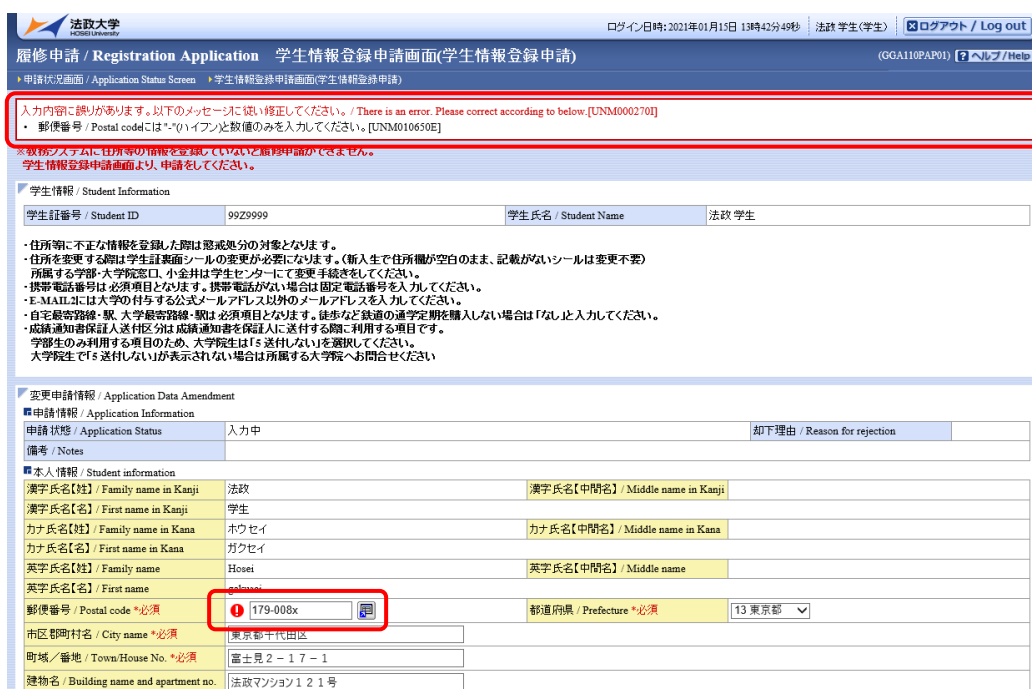 法政大学
HOSEI University
ログイン日時:2021年01月15日 13時42分49秒 法政 学生(学生) ログアウト / Log out
履修申請 / Registration Application 学生情報登録申請画面(学生情報登録申請)
(GGA110PAP01) ? ヘルプ/Help
申請状況画面 / Application Status Screen 学生情報登録申請画面(学生情報登録申請)
入力内容に誤りがあります。以下のメッセージに従い修正してください。/ There is an error. Please correct according to below.[UNM000270I]
・ 郵便番号 / Postal codeには"-"(ハイフン)と数値のみを入力してください。[UNM010650E]
※教務システムに住所等の情報を登録していないと履修申請ができません。
学生情報登録申請画面より、申請をしてください。
学生情報 / Student Information
学生証番号 / Student ID 99Z9999 学生氏名 / Student Name 法政 学生
・住所等に不正な情報を登録した際は懲戒処分の対象となります。
・住所を変更する際は学生証裏面シールの変更が必要になります。(新入生で住所欄が空白のまま、記載がないシールは変更不要)
所属する学部・大学院窓口、小金井は学生センターにて変更手続きをしてください。
・携帯電話番号は必須項目となります。携帯電話がない場合は固定電話番号を入力してください。
・E-MAIL2には大学の付与する公式メールアドレス以外のメールアドレスを入力してください。
・自宅最寄路線・駅、大学最寄路線・駅は必須項目となります。徒歩など鉄道の通学定期を購入しない場合は「なし」と入力してください。
・成績通知書保証人送付区分は成績通知書を保証人に送付する際に利用する項目です。
学部生のみ利用する項目のため、大学院生は「5 送付しない」を選択してください。
大学院生で「5 送付しない」が表示されない場合は所属する大学院へお問合せください
変更申請情報 / Application Data Amendment
申請情報 / Application Information
申請状態 / Application Status 入力中 却下理由 / Reason for rejection
備考 / Notes
本人情報 / Student information
漢字氏名【姓】 / Family name in Kanji 法政 漢字氏名【中間名】 / Middle name in Kanji
漢字氏名【名】 / First name in Kanji 学生
カナ氏名【姓】 / Family name in Kana ホウセイ カナ氏名【中間名】 / Middle name in Kana
カナ氏名【名】 / First name in Kana ガクセイ
英字氏名【姓】 / Family name Hosei 英字氏名【中間名】 / Middle name
英字氏名【名】 / First name gakusei
郵便番号 / Postal code *必須 179-008x 都道府県 / Prefecture *必須 13 東京都
市区郡町村名 / City name *必須 東京都千代田区
町域/番地 / Town/House No. *必須 富士見2-17-1
建物名 / Building name and apartment no. 法政マンション121号